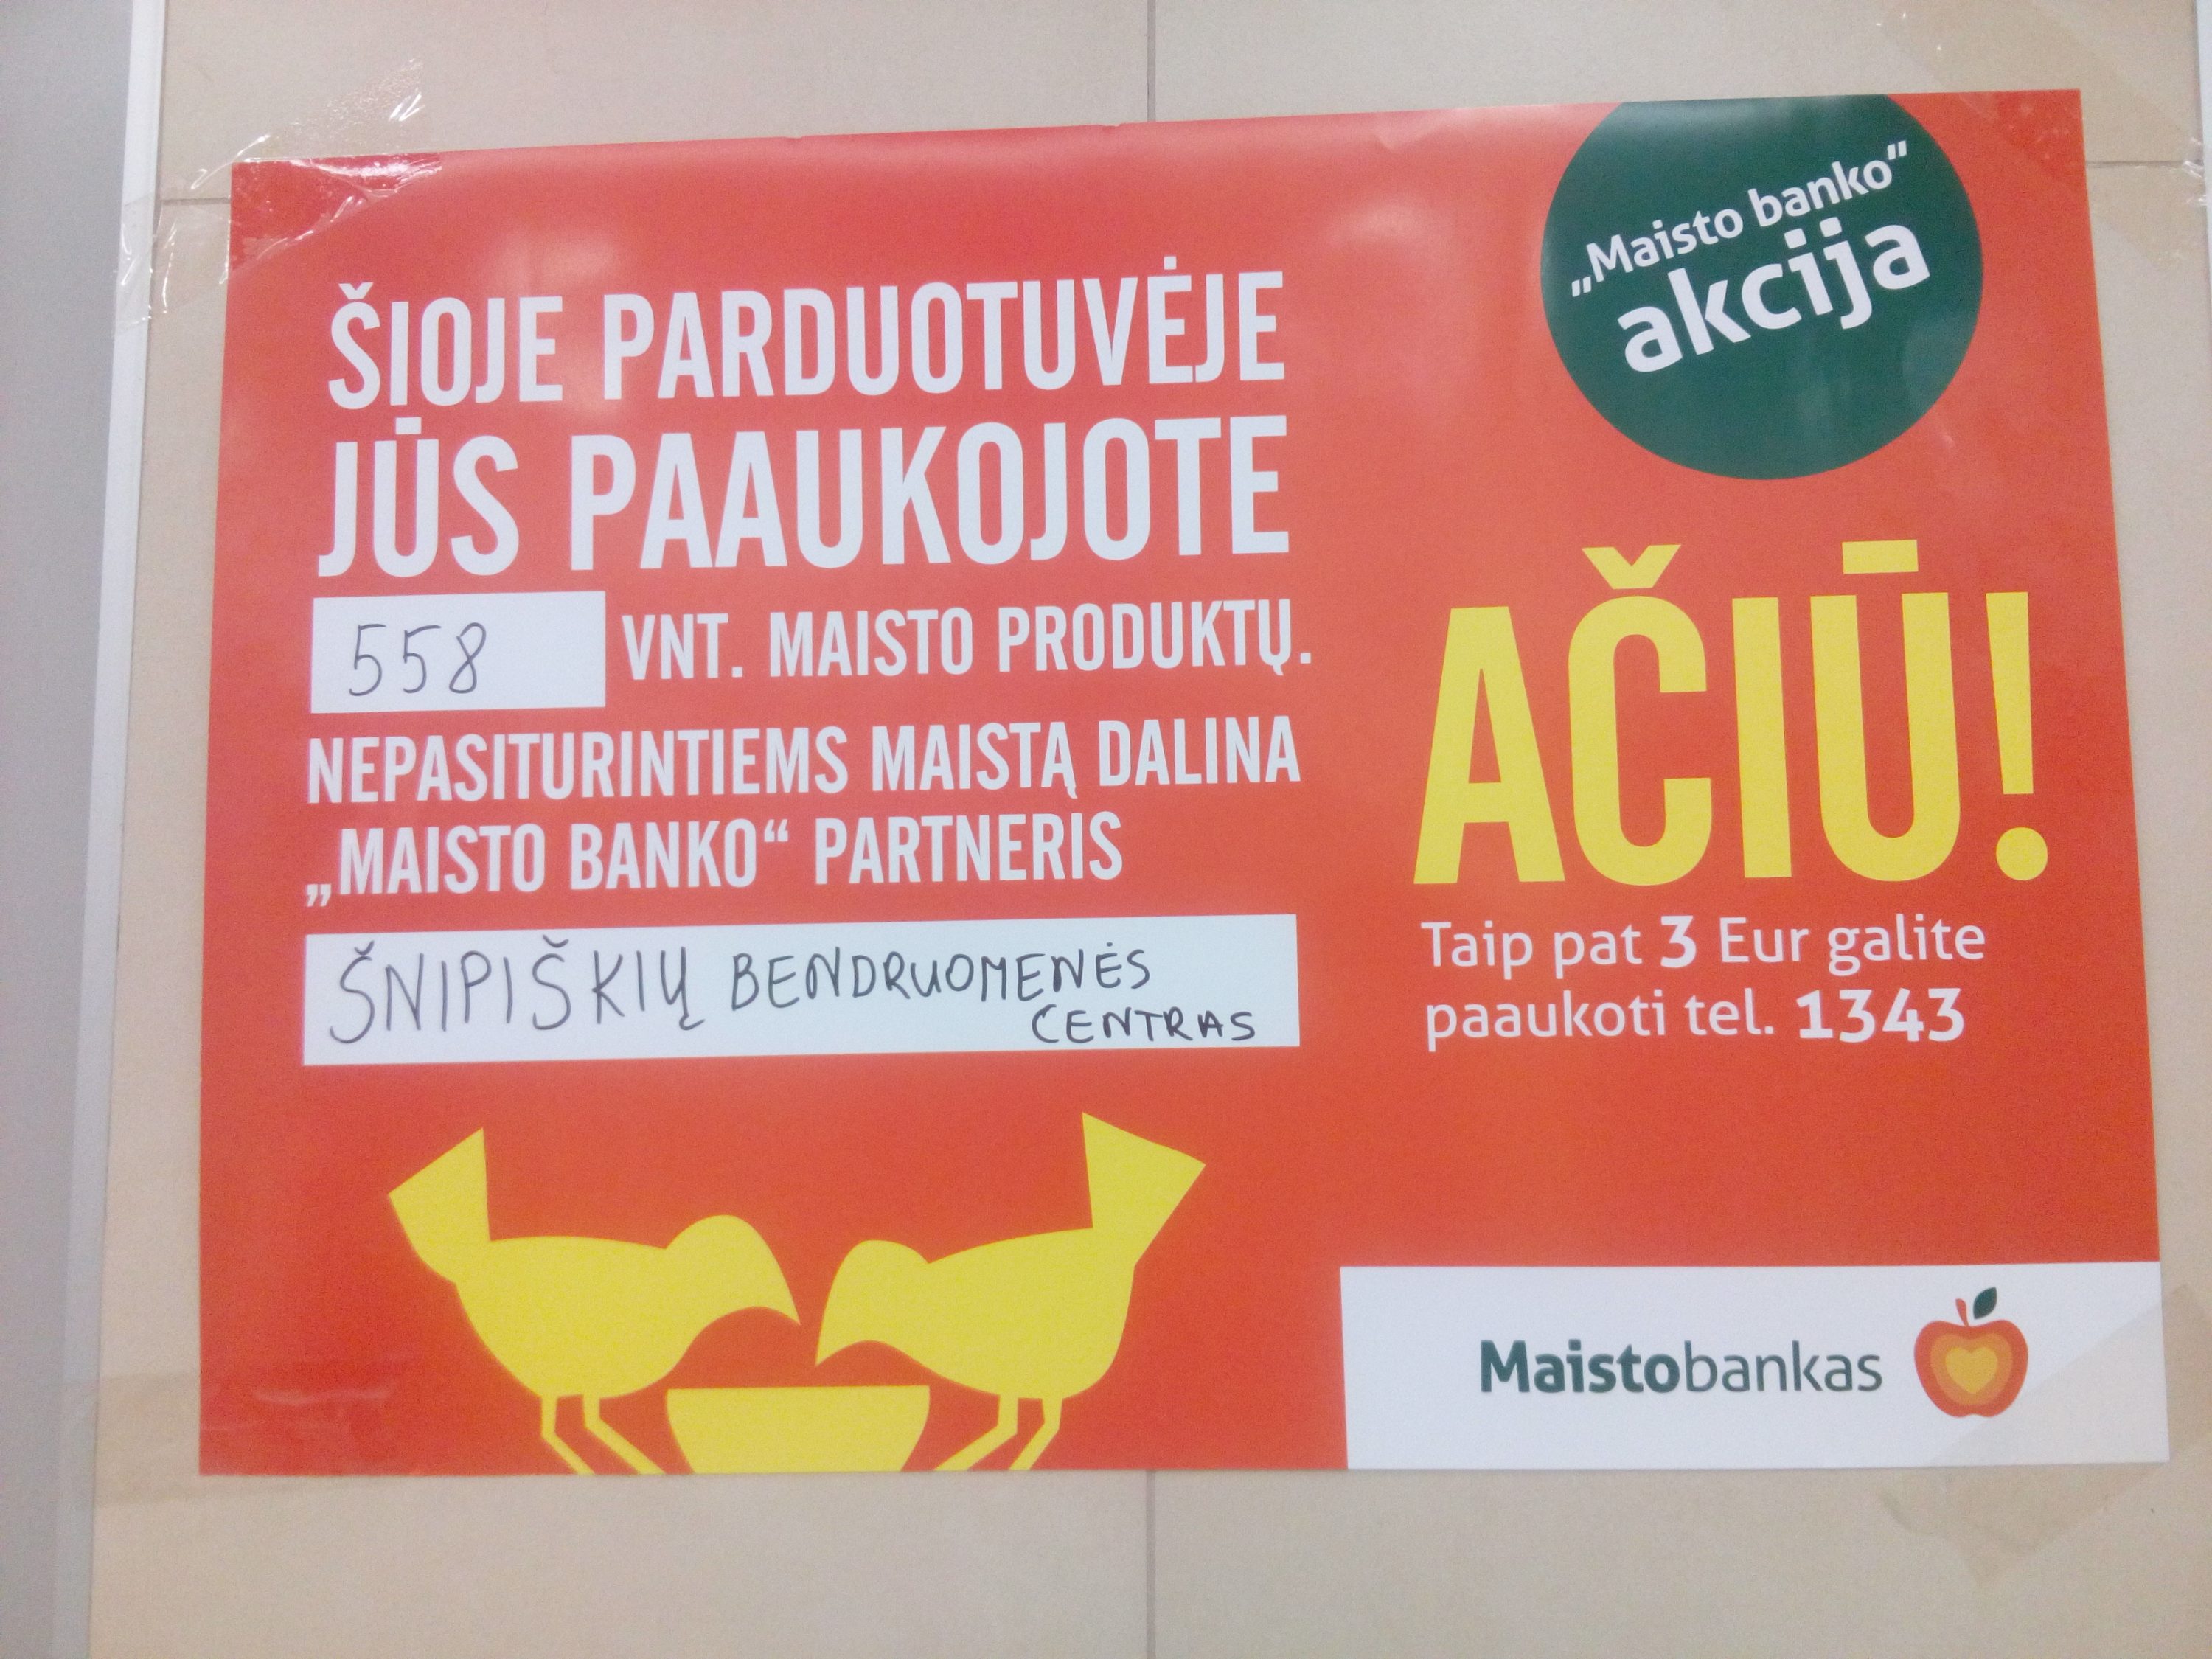 „Maisto banko“
akcija
ŠIOJE PARDUOTUVĖJE
JŪS PAAUKOJOTE
558 VNT. MAISTO PRODUKTŲ.
NEPASITURINTIEMS MAISTĄ DALINA
„MAISTO BANKO“ PARTNERIS
ŠNIPIŠKIŲ BENDRUOMENĖS
CENTRAS
AČIŪ!
Taip pat 3 Eur galite
paaukoti tel. 1343
Maistobankas